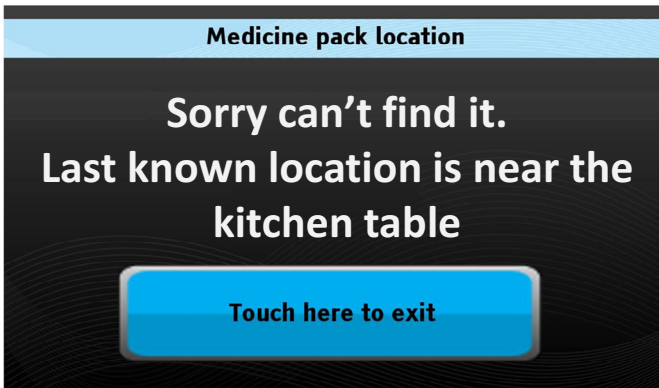 Medicine pack location
Sorry can’t find it.
Last known location is near the
kitchen table
Touch here to exit